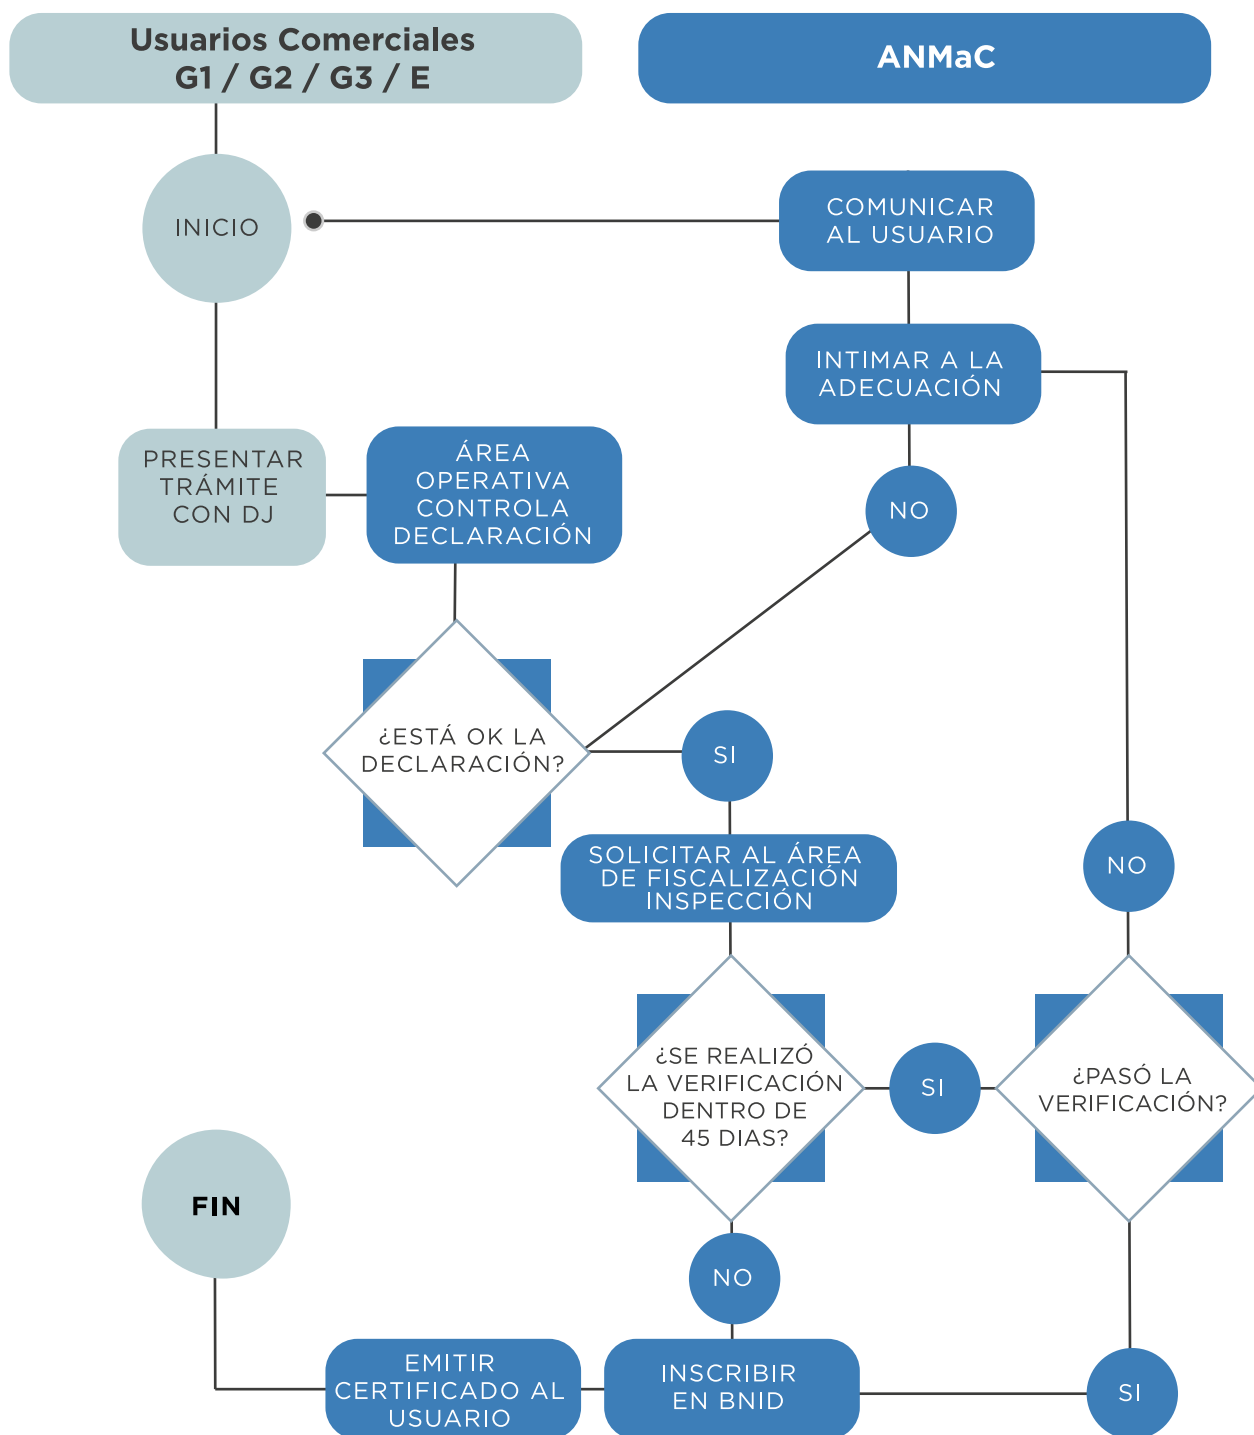 Usuarios Comerciales
G1 / G2 / G3 / E
ANMaC
INICIO
COMUNICAR
AL USUARIO
INTIMAR A LA
ADECUACIÓN
PRESENTAR
TRÁMITE
CON DJ
ÁREA
OPERATIVA
CONTROLA
DECLARACIÓN
NO
¿ESTÁ OK LA
DECLARACIÓN?
SI
SOLICITAR AL ÁREA
DE FISCALIZACIÓN
INSPECCIÓN
NO
¿SE REALIZÓ
LA VERIFICACIÓN
DENTRO DE
45 DIAS?
SI
¿PASÓ LA
VERIFICACIÓN?
FIN
NO
EMITIR
CERTIFICADO AL
USUARIO
INSCRIBIR
EN BNID
SI